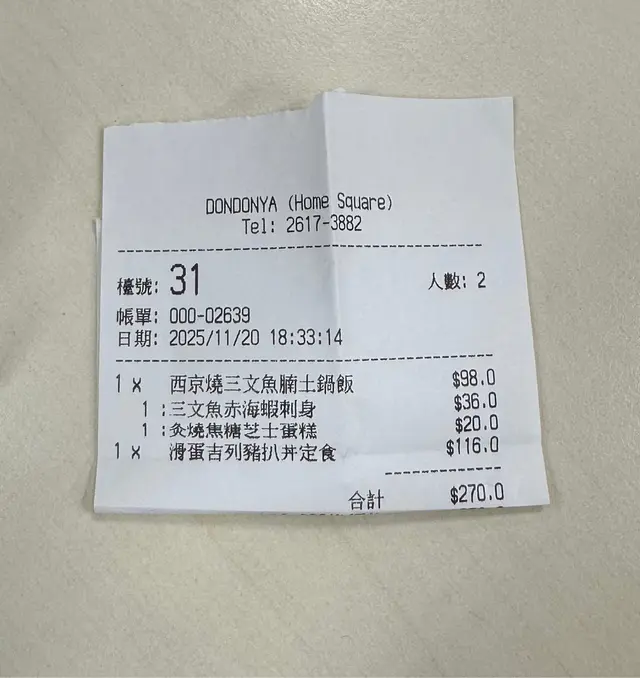 DONDONYA (Home Square)
Tel: 2617-3882
檯號: 31 人數: 2
帳單: 000-02639
日期: 2025/11/20 18:33:14
1 x 西京燒三文魚腩土鍋飯 $98.0
1 :三文魚赤海蝦刺身 $36.0
1 :灸燒焦糖芝士蛋糕 $20.0
1 x 滑蛋吉列豬扒丼定食 $116.0
合計 $270.0